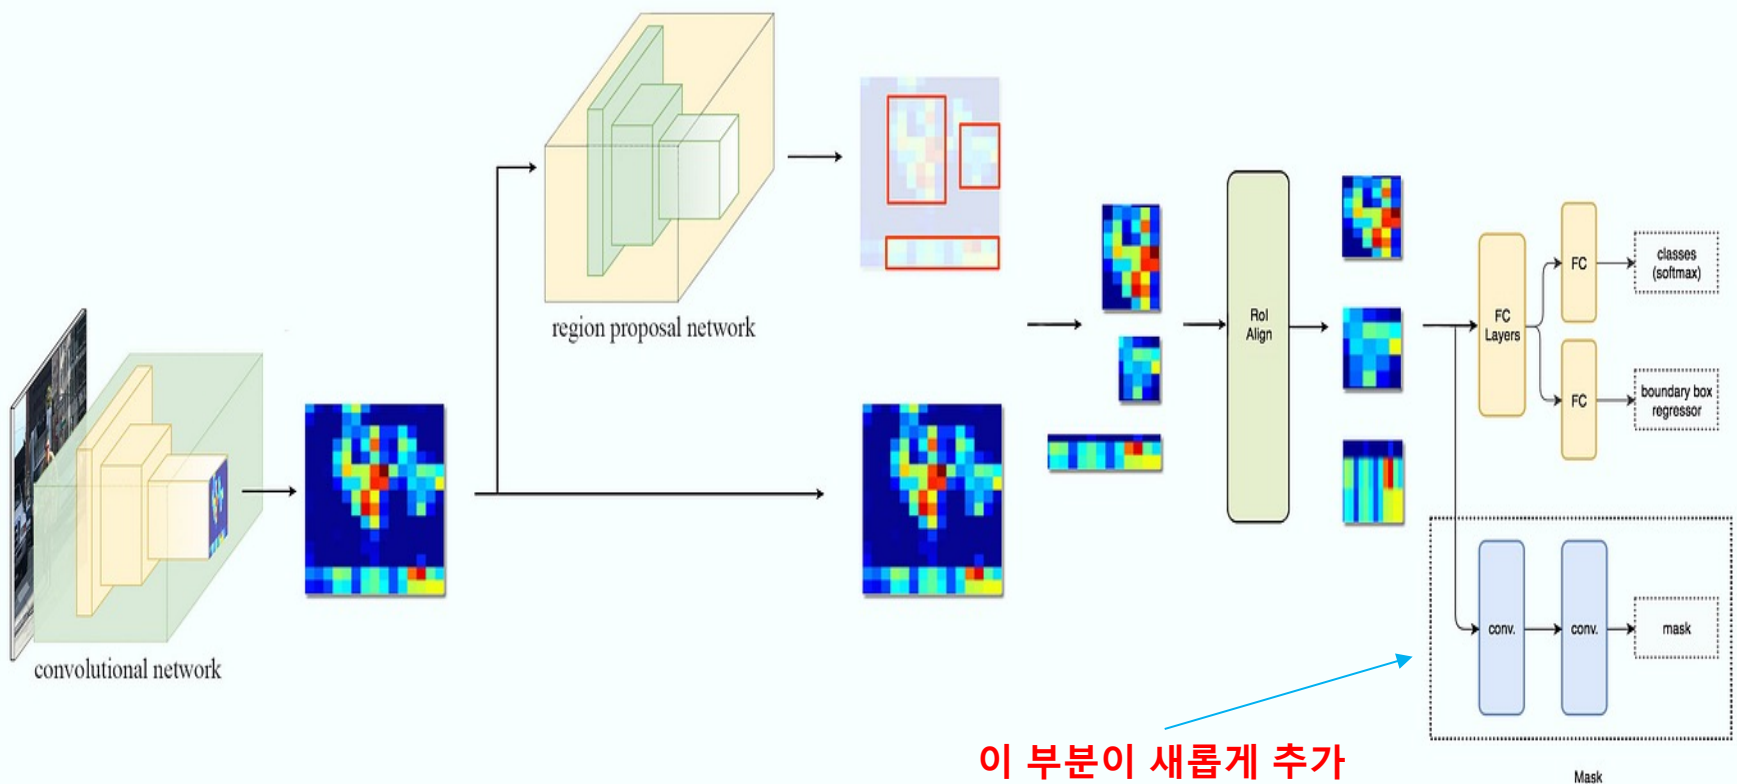 region proposal network
convolutional network
RoI
Align
FC
Layers
FC
classes
(softmax)
FC
boundary box
regressor
conv.
conv.
mask
이 부분이 새롭게 추가
Mask